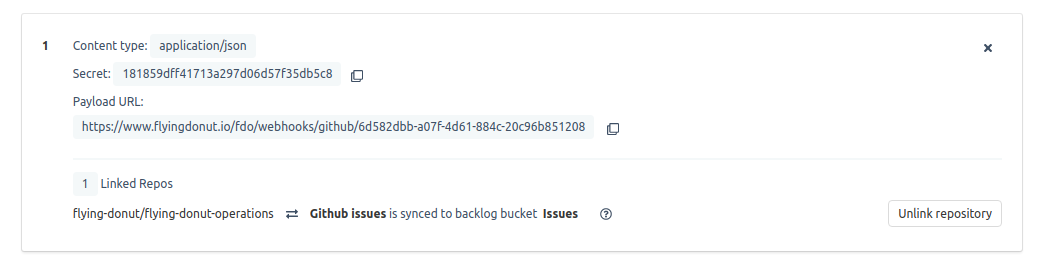 1 Content type: application/json
Secret: 181859dff41713a297d06d57f35db5c8
Payload URL:
https://www.flyingdonut.io/fdo/webhooks/github/6d582dbb-a07f-4d61-884c-20c96b851208
1 Linked Repos
flying-donut/flying-donut-operations Github issues is synced to backlog bucket Issues Unlink repository